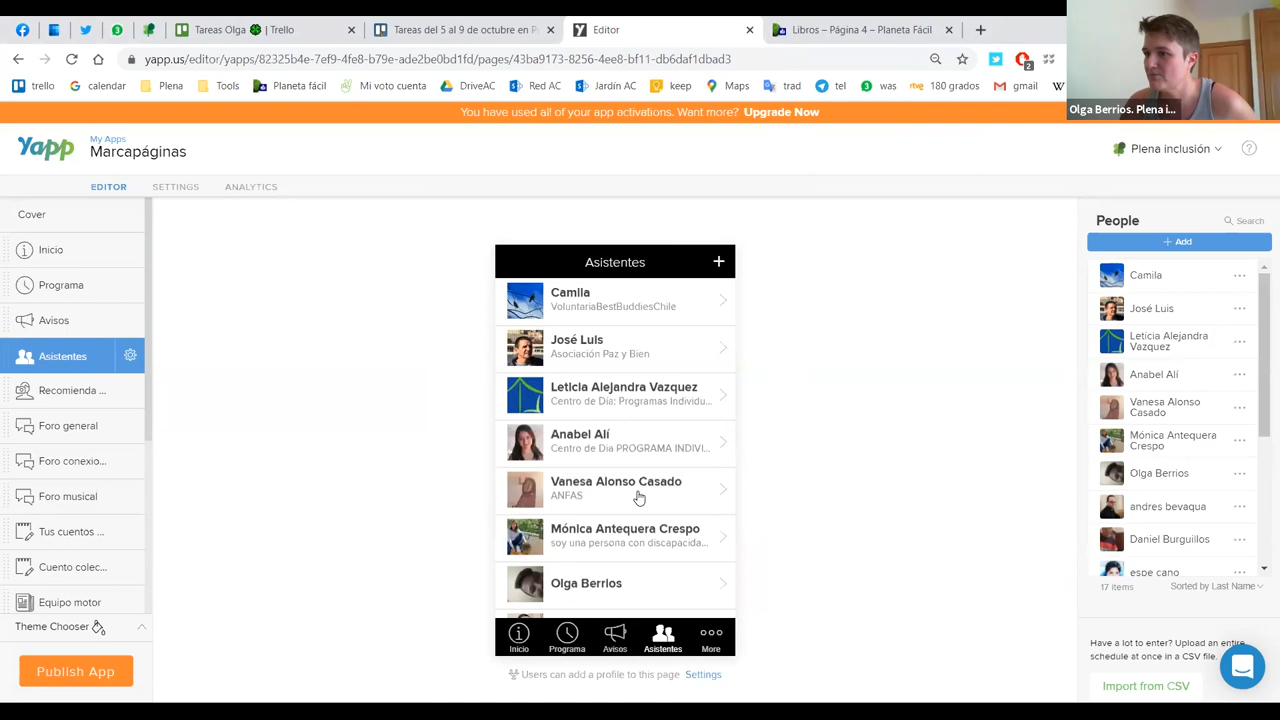 Tareas Olga 🍀 | Trello
Tareas del 5 al 9 de octubre en P
Editor
Libros – Página 4 – Planeta Fácil
yapp.us/editor/yapps/82325b1e-7ef9-4fe8-b79e-ade2be0bd1fd/pages/43ba9173-8256-4ee8-bf11-db6daf1dbad3
trello
calendar
Plena
Tools
Planeta fácil
Mi voto cuenta
DriveAC
Red AC
Jardín AC
keep
Maps
trad
tel
was
180 grados
gmail
Olga Berrios. Plena i...
You have used all of your app activations. Want more? Upgrade Now
Yapp
My Apps
Marcapáginas
Plena inclusión
EDITOR
SETTINGS
ANALYTICS
Cover
Inicio
Programa
Avisos
Asistentes
Recomienda ...
Foro general
Foro conexio...
Foro musical
Tus cuentos ...
Cuento colec...
Equipo motor
Theme Chooser
Publish App
Asistentes
Camila
VoluntariaBestBuddiesChile
José Luis
Asociación Paz y Bien
Leticia Alejandra Vazquez
Centro de Día: Programas Individu...
Anabel Alí
Centro de Dia PROGRAMA INDIVI...
Vanesa Alonso Casado
ANFAS
Mónica Antequera Crespo
soy una persona con discapacida...
Olga Berrios
Inicio
Programa
Avisos
Asistentes
More
Users can add a profile to this page Settings
People
Search
+ Add
Camila
José Luis
Leticia Alejandra
Vazquez
Anabel Alí
Vanesa Alonso
Casado
Mónica Antequera
Crespo
Olga Berrios
andres bevaqua
Daniel Burguillos
espe cano
17 items
Sorted by Last Name
Have a lot to enter? Upload an entire
schedule at once in a CSV file.
Import from CSV